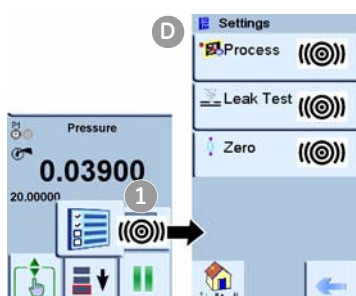 D
Settings
Process
Leak Test
Zero
Pressure
0.03900
20.00000
1